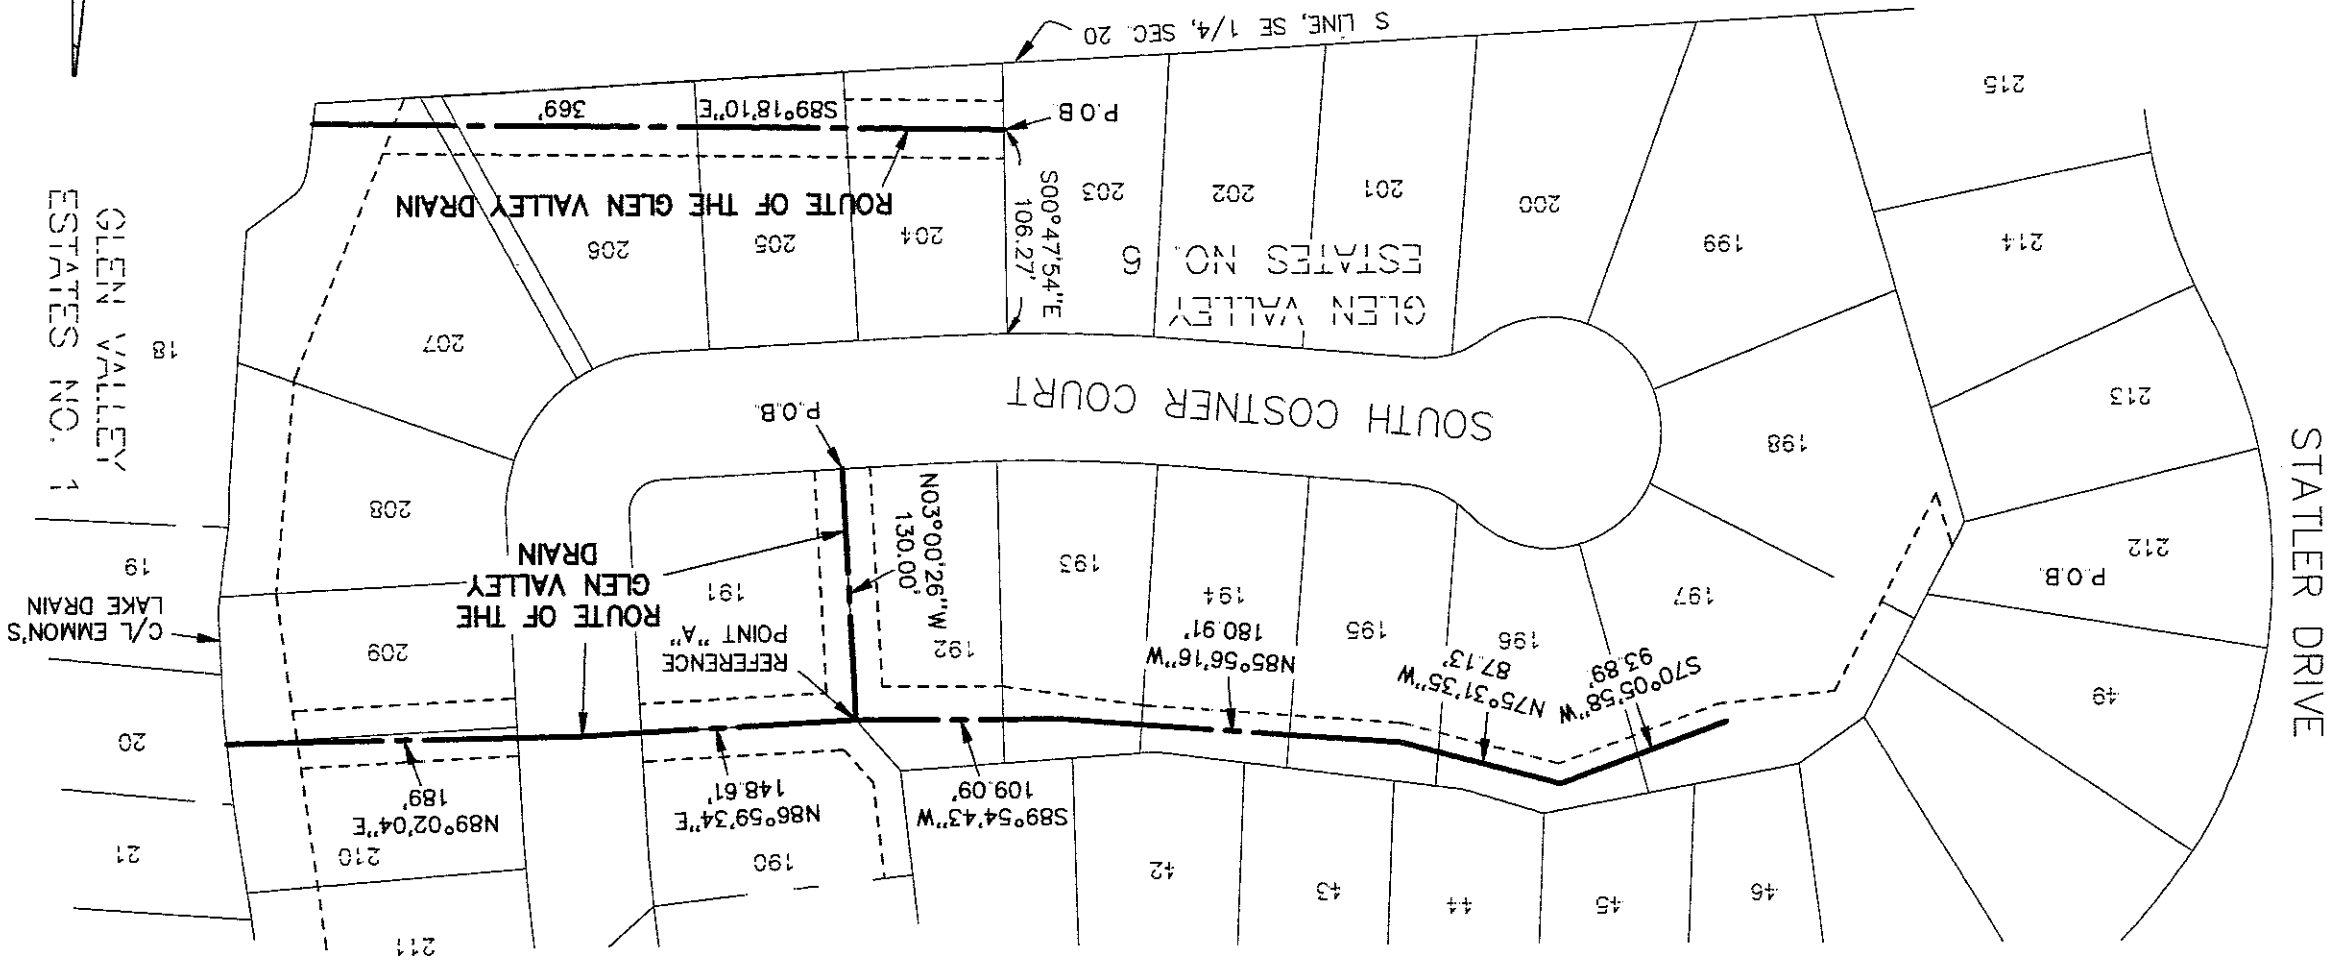 211
46
45
44
43
42
190
210
21
N89°02'04"E
189'
N86°59'34"E
148.61'
S89°54'43"W
109.09'
20
49
S70°05'58"W
93.89'
N75°31'35"W
87.13'
N85°56'16"W
180.91'
REFERENCE
POINT "A"
209
C/L EMMON'S
LAKE DRAIN
19
197
196
195
194
193
192
191
ROUTE OF THE
GLEN VALLEY
DRAIN
P.O.B.
212
N03°00'26"W
130.00'
208
STATLER DRIVE
213
198
SOUTH COSTNER COURT
P.O.B.
207
18
GLEN VALLEY
ESTATES NO. 1
GLEN VALLEY
ESTATES NO. 6
214
199
200
201
202
203
204
205
206
S00°47'54"E
106.27'
ROUTE OF THE GLEN VALLEY DRAIN
P.O.B.
S89°18'10"E
369'
215
S LINE, SE 1/4, SEC. 20